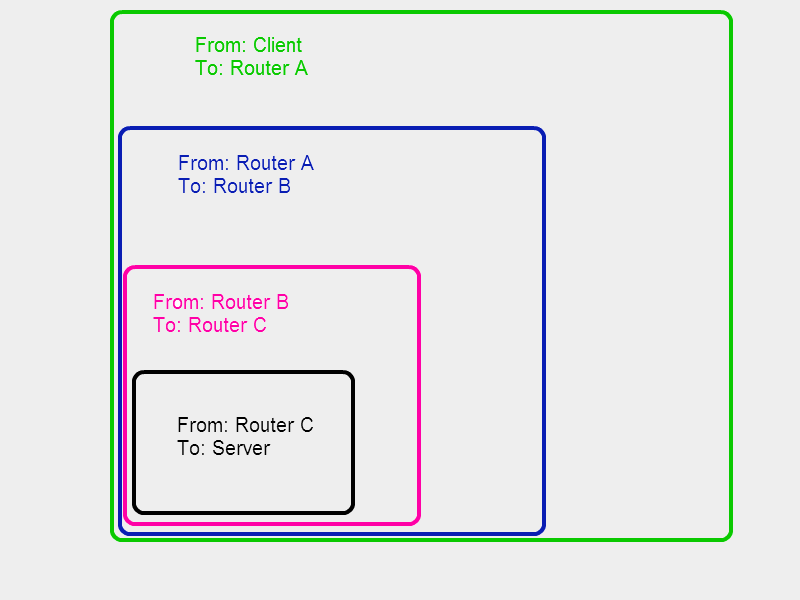 From: Client
To: Router A
From: Router A
To: Router B
From: Router B
To: Router C
From: Router C
To: Server